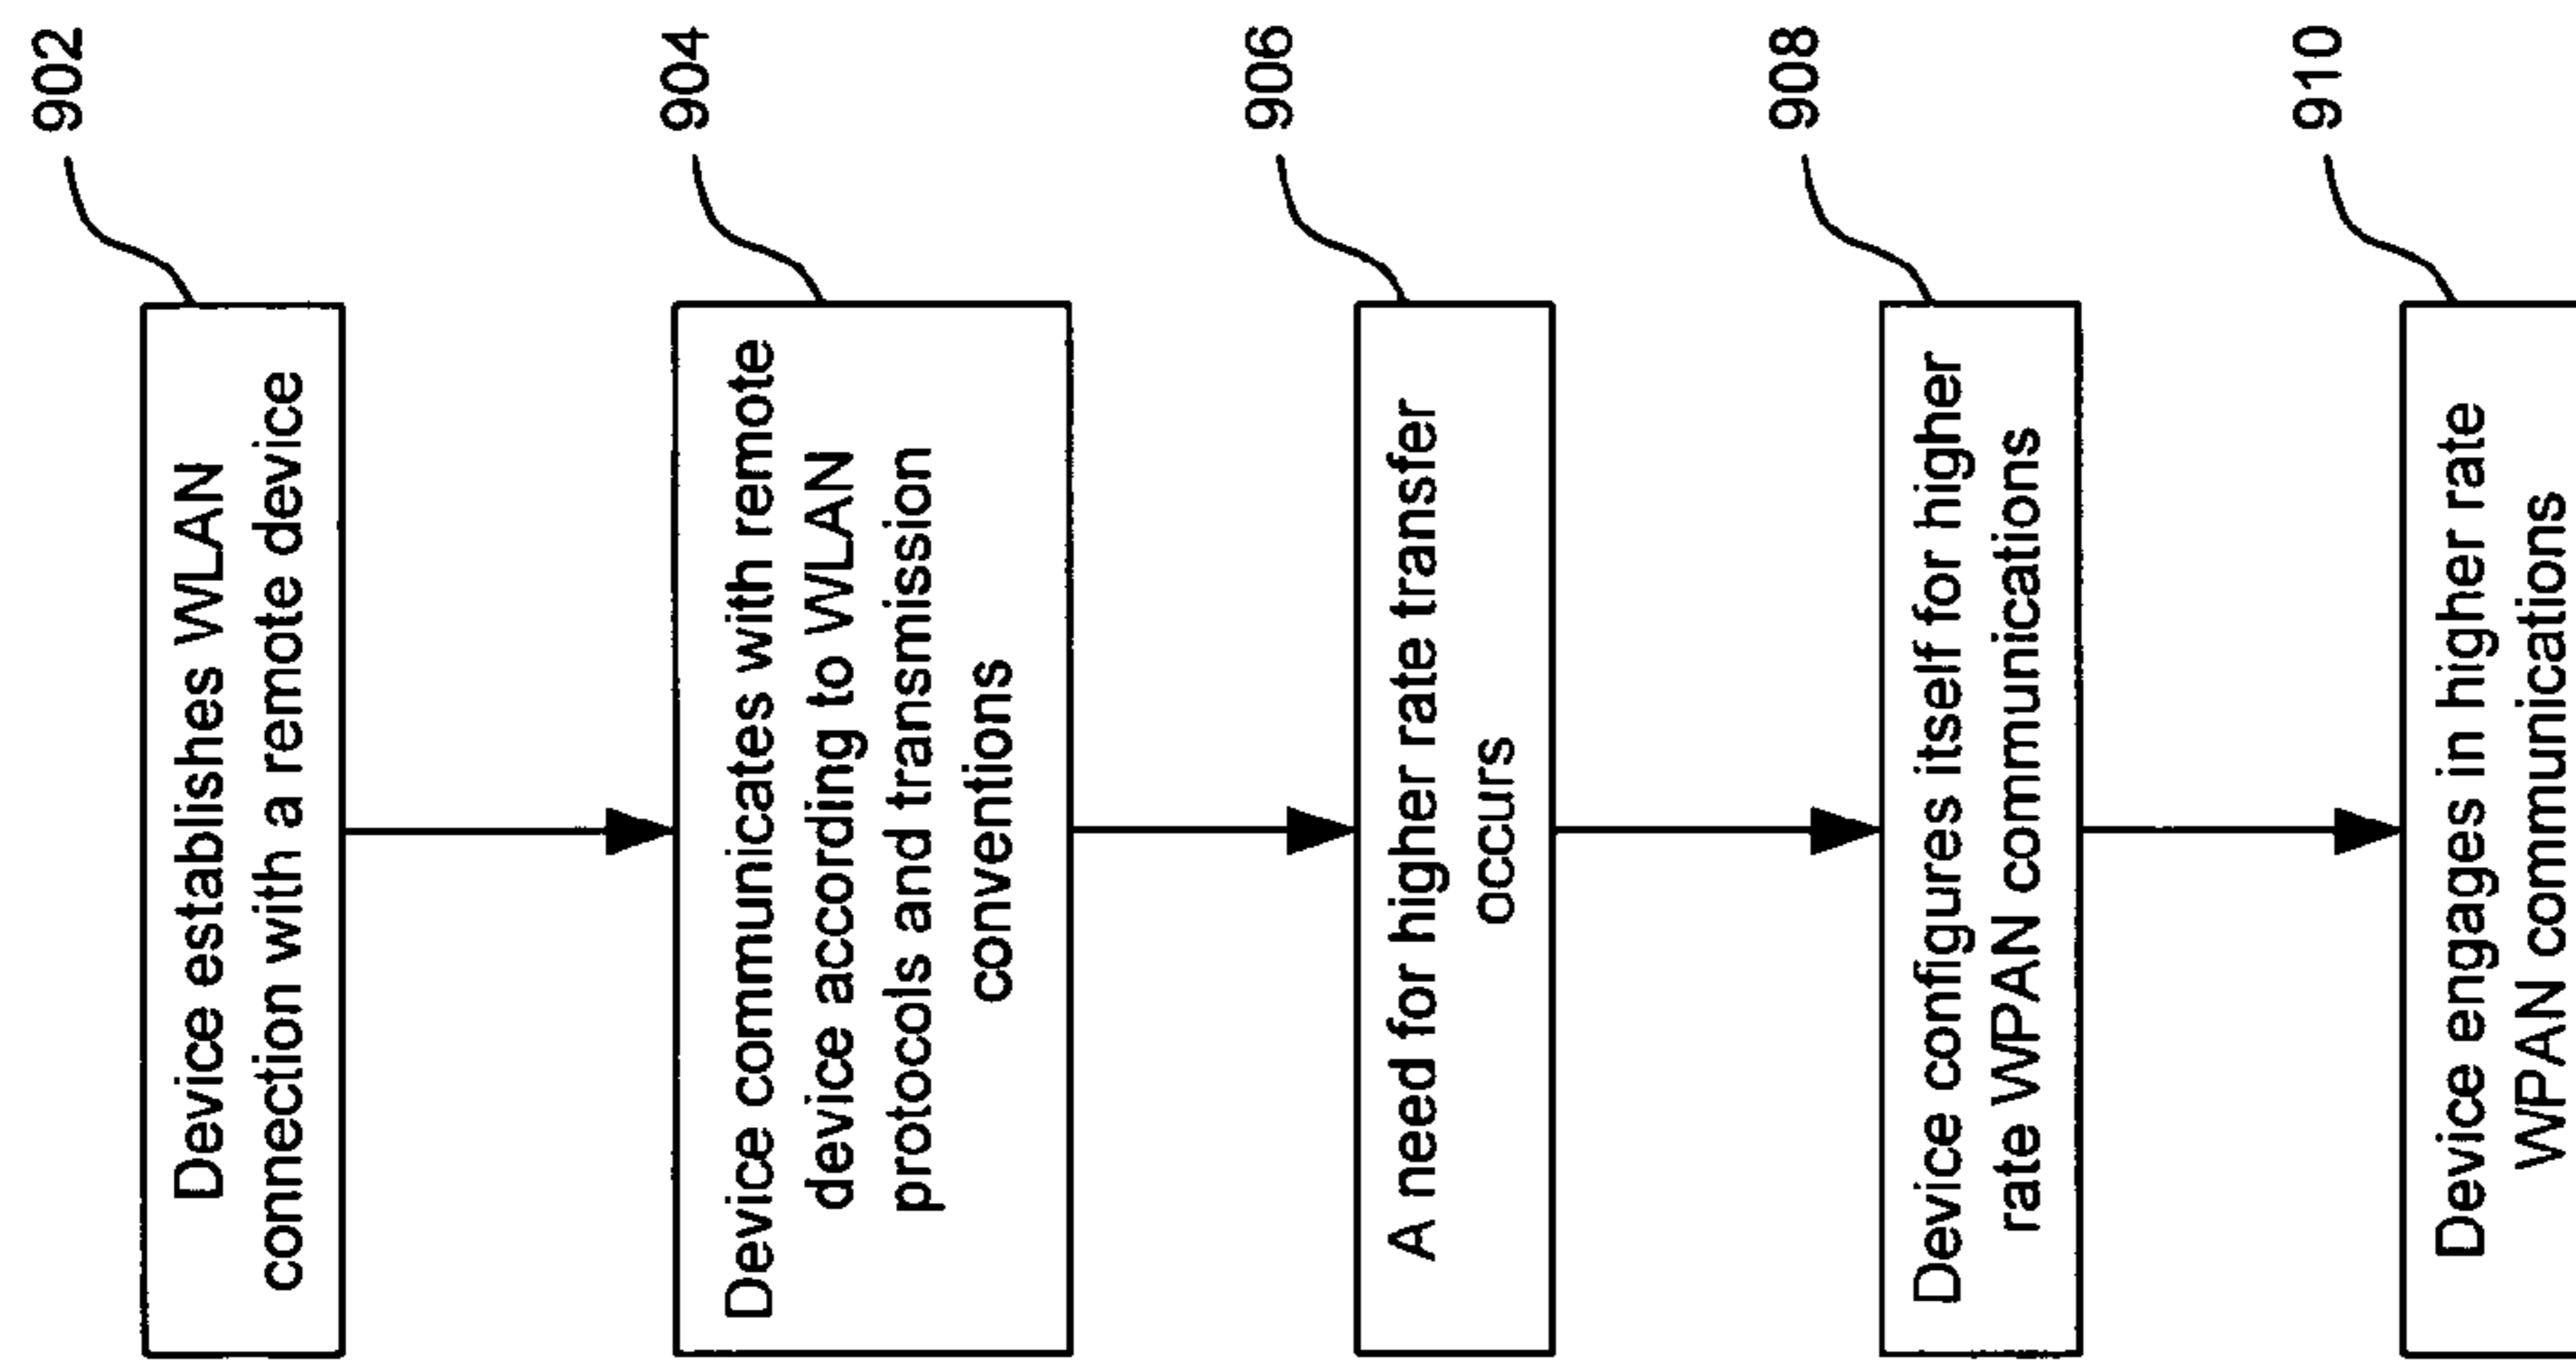 902
Device establishes WLAN
connection with a remote device
904
Device communicates with remote
device according to WLAN
protocols and transmission
conventions
906
A need for higher rate transfer
occurs
908
Device configures itself for higher
rate WPAN communications
910
Device engages in higher rate
WPAN communications